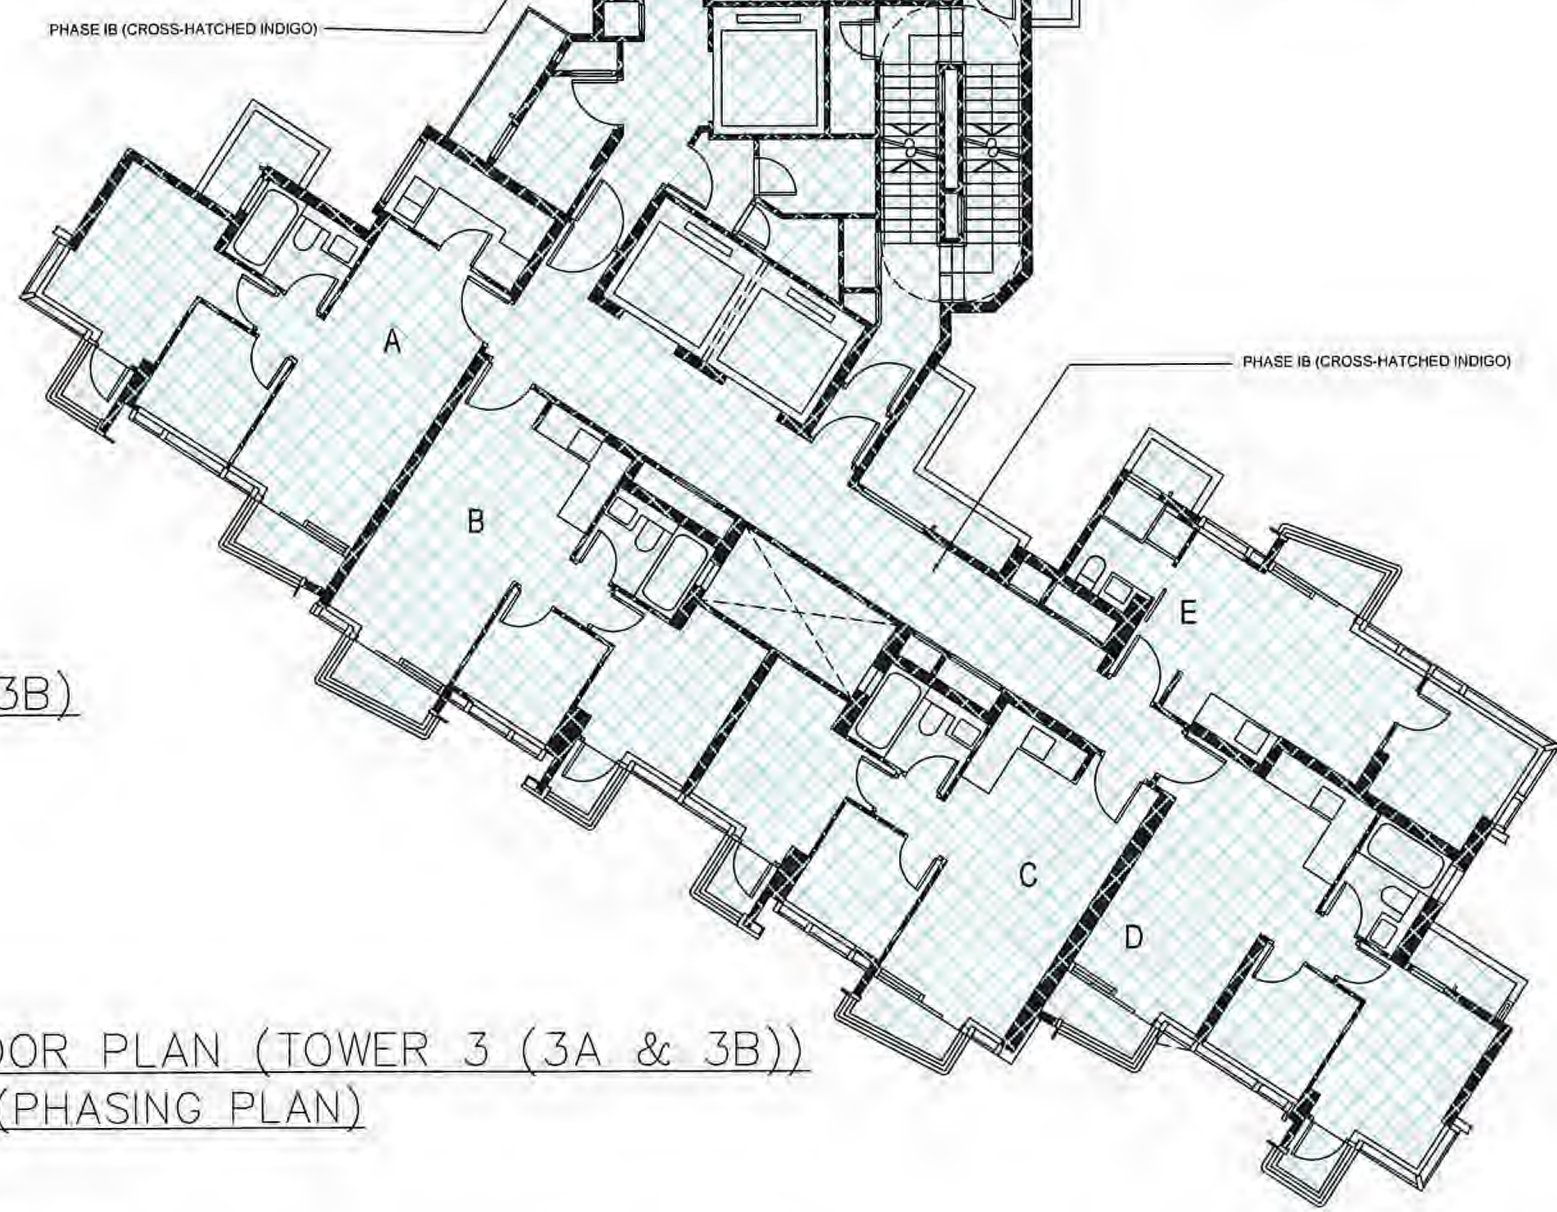 PHASE IB (CROSS-HATCHED INDIGO)
A
PHASE IB (CROSS-HATCHED INDIGO)
B
E
3B)
C
D
OOR PLAN (TOWER 3 (3A & 3B))
(PHASING PLAN)